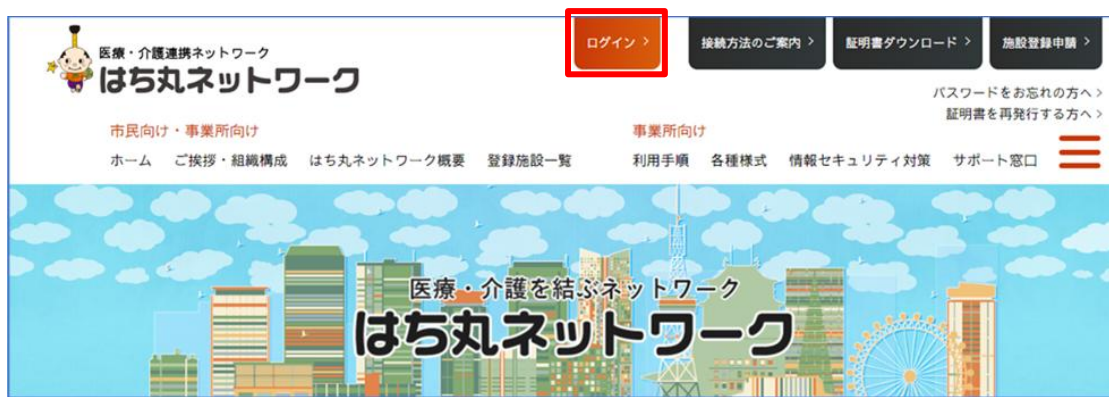 医療・介護連携ネットワーク
はち丸ネットワーク
ログイン >
接続方法のご案内 >
証明書ダウンロード >
施設登録申請 >
パスワードをお忘れの方へ >
証明書を再発行する方へ >
市民向け・事業所向け
ホーム ご挨拶・組織構成 はち丸ネットワーク概要 登録施設一覧
事業所向け
利用手順 各種様式 情報セキュリティ対策 サポート窓口
医療・介護を結ぶネットワーク
はち丸ネットワーク